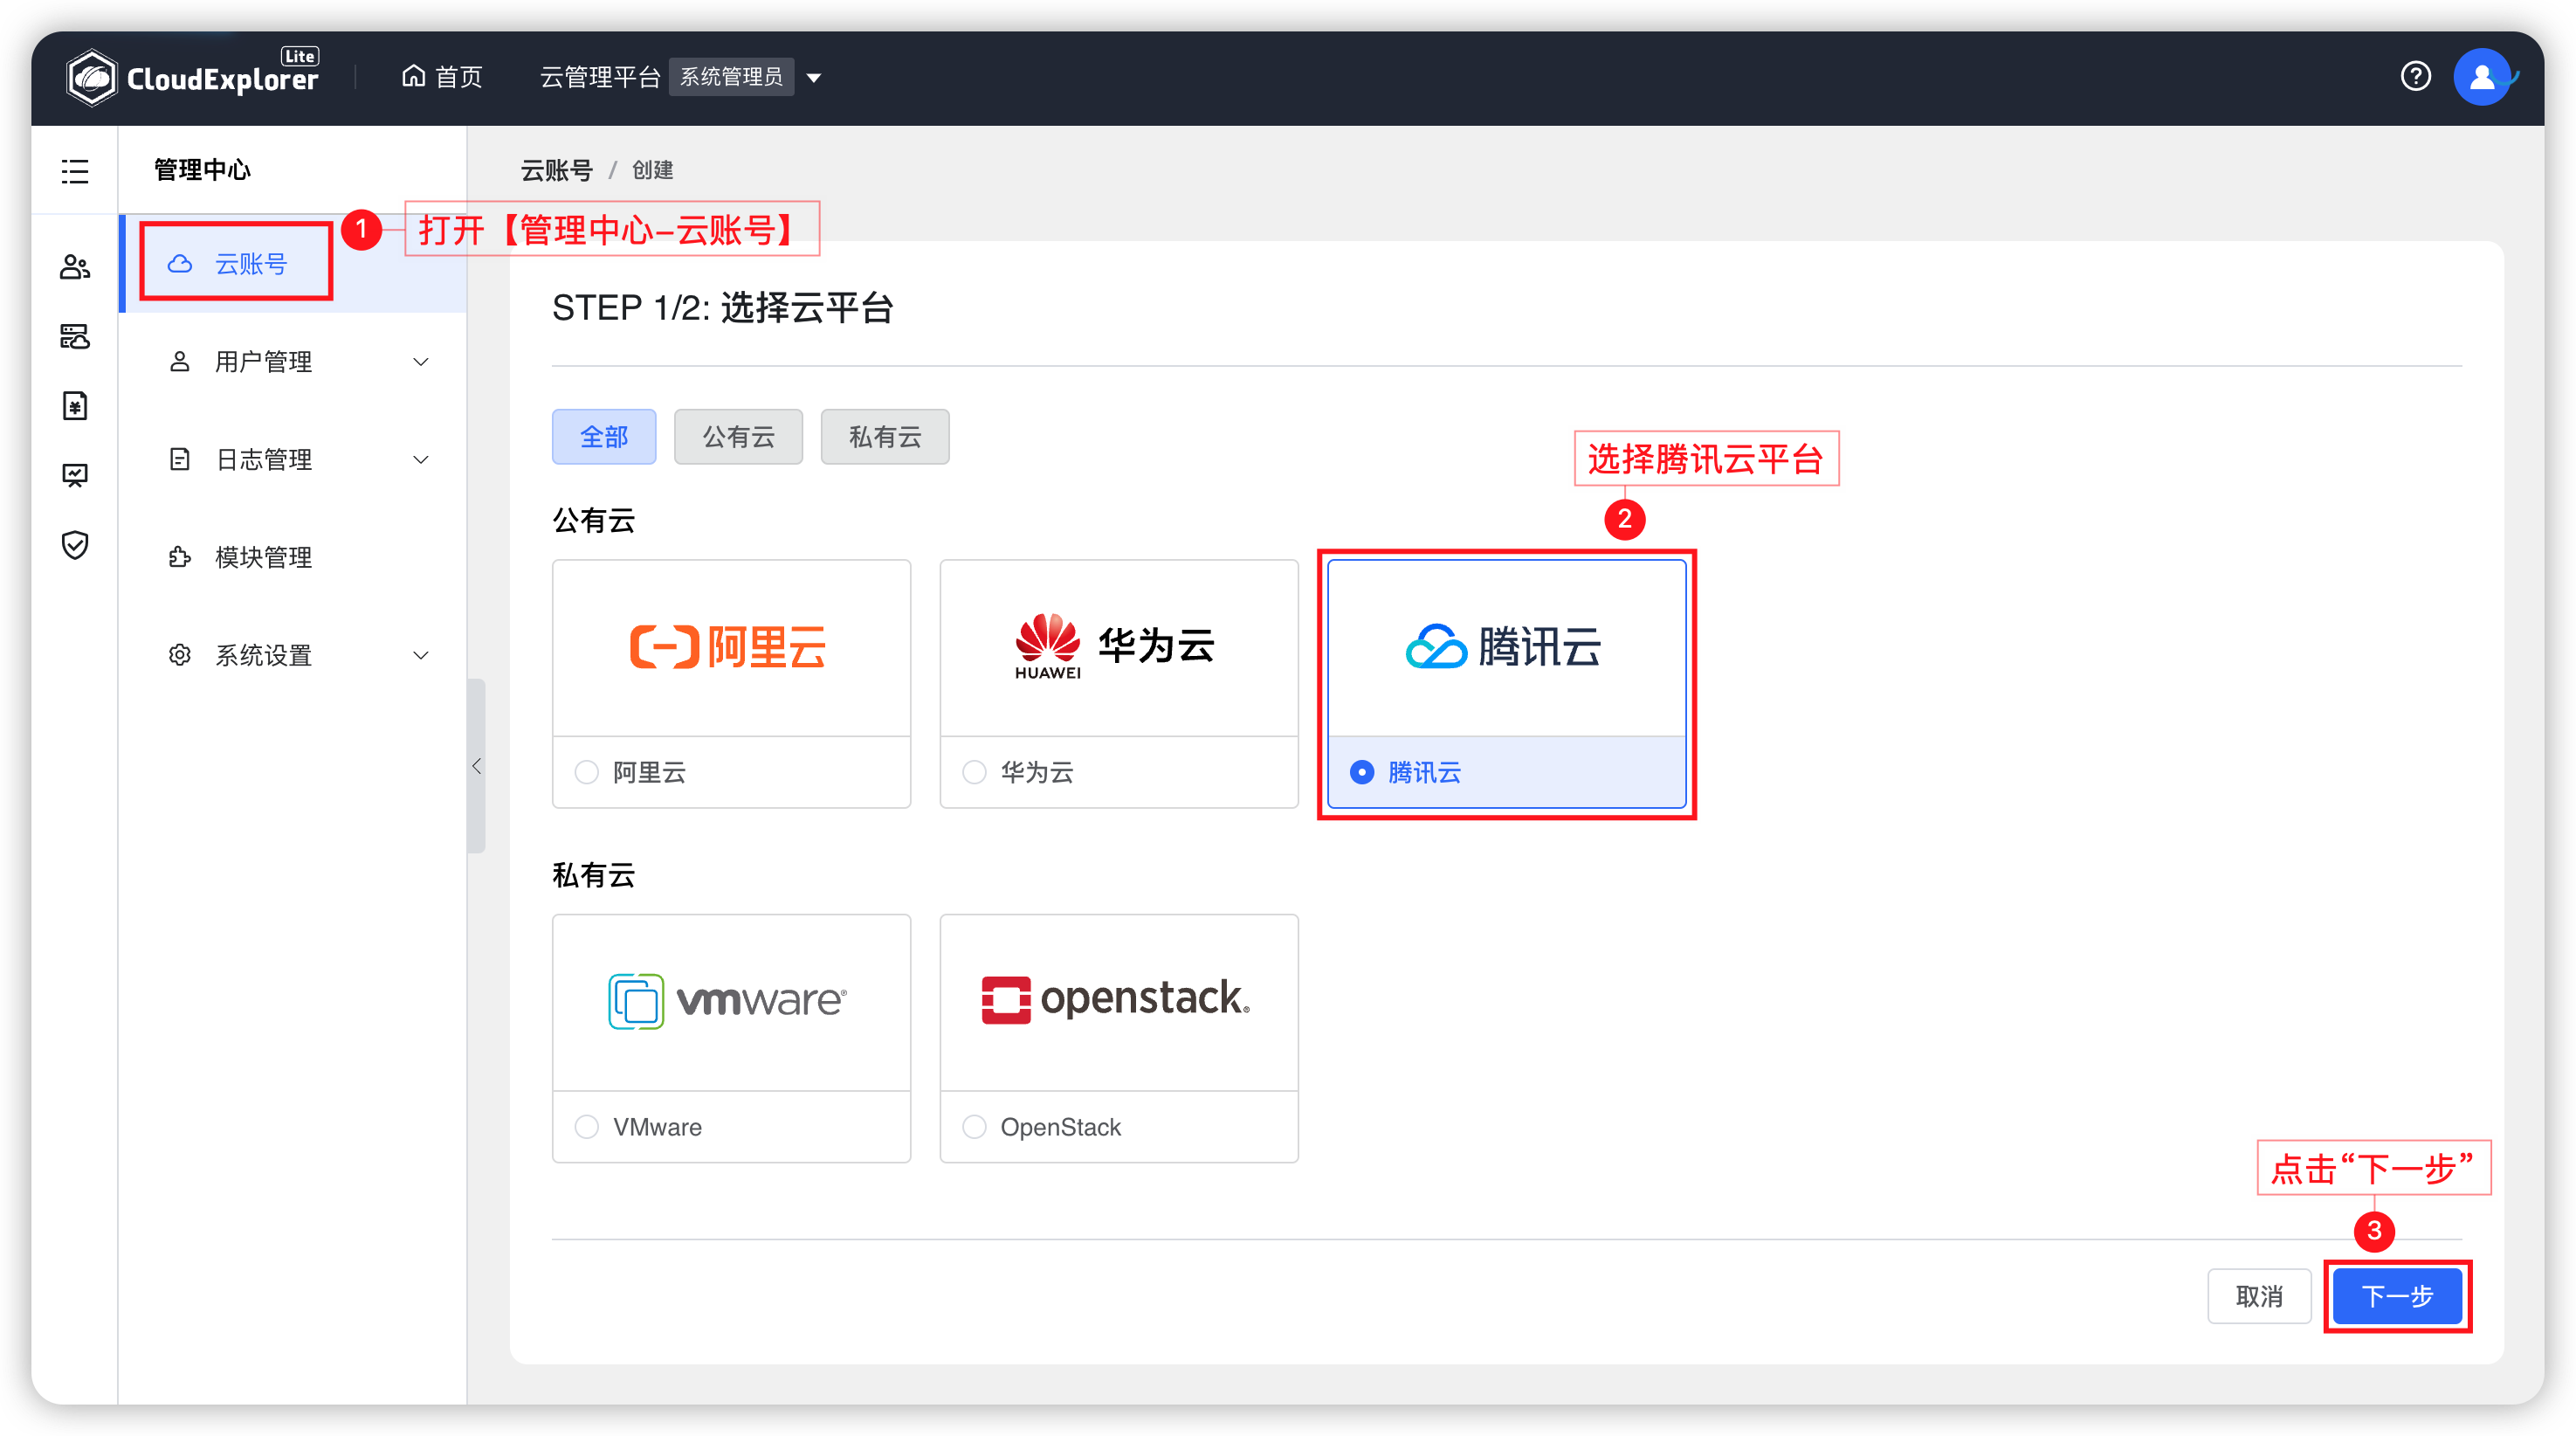 CloudExplorer Lite
首页
云管理平台 系统管理员
管理中心
云账号 / 创建
云账号
1 打开【管理中心–云账号】
用户管理
日志管理
模块管理
系统设置
STEP 1/2: 选择云平台
全部 公有云 私有云
选择腾讯云平台
2
公有云
阿里云
HUAWEI 华为云
腾讯云
阿里云
华为云
腾讯云
私有云
vmware®
openstack®
VMware
OpenStack
点击“下一步”
3
取消 下一步